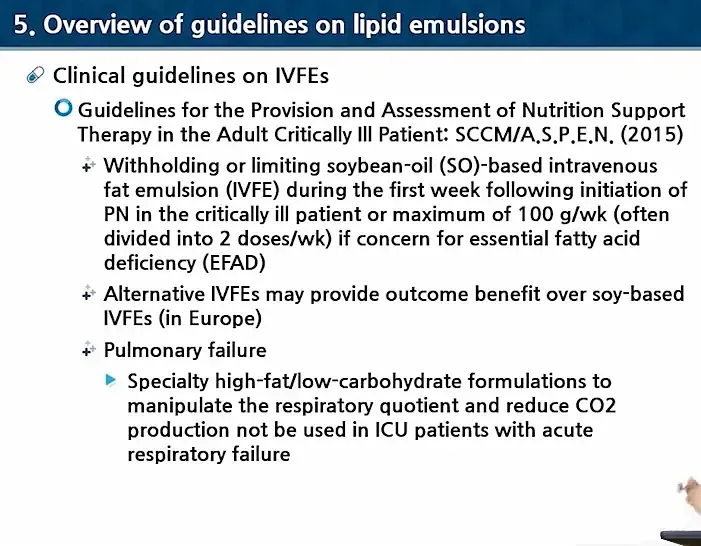 5. Overview of guidelines on lipid emulsions
Clinical guidelines on IVFEs
Guidelines for the Provision and Assessment of Nutrition Support
Therapy in the Adult Critically Ill Patient: SCCM/A.S.P.E.N. (2015)
Withholding or limiting soybean-oil (SO)-based intravenous
fat emulsion (IVFE) during the first week following initiation of
PN in the critically ill patient or maximum of 100 g/wk (often
divided into 2 doses/wk) if concern for essential fatty acid
deficiency (EFAD)
Alternative IVFEs may provide outcome benefit over soy-based
IVFEs (in Europe)
Pulmonary failure
Specialty high-fat/low-carbohydrate formulations to
manipulate the respiratory quotient and reduce CO2
production not be used in ICU patients with acute
respiratory failure